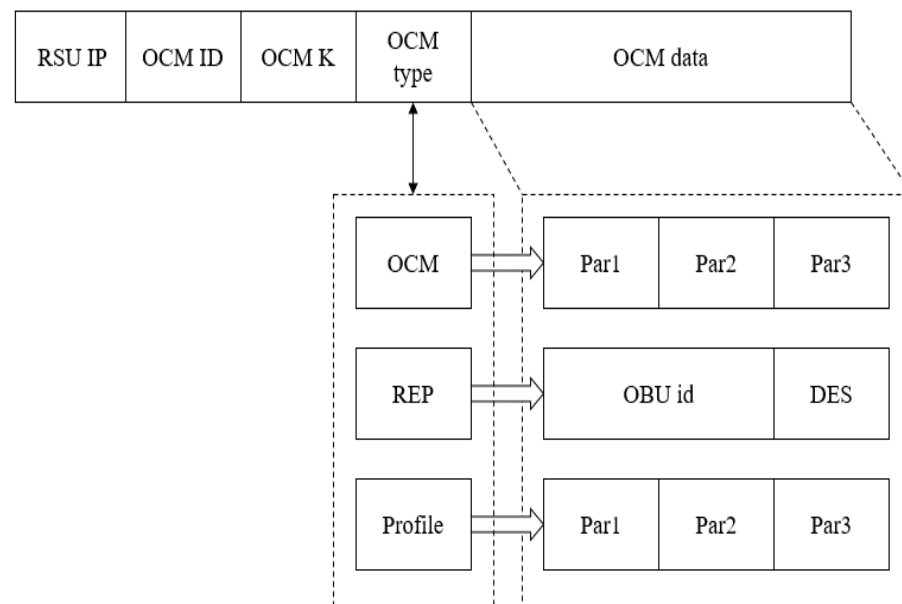 RSU IP
OCM ID
OCM K
OCM
type
OCM data
OCM
Par1
Par2
Par3
REP
OBU id
DES
Profile
Par1
Par2
Par3